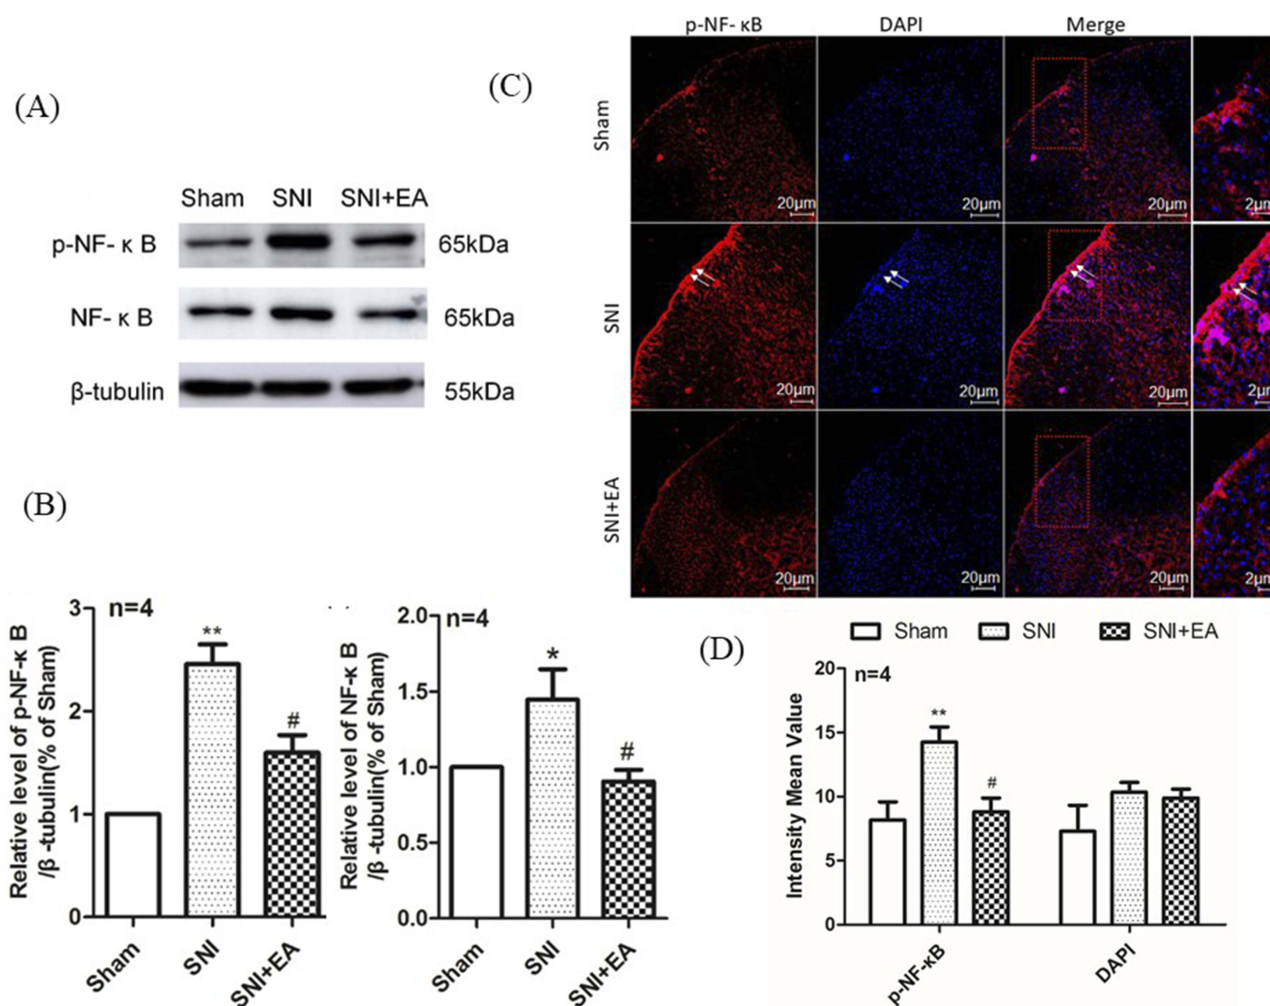 (A)
Sham SNI SNI+EA
p-NF- κ B 65kDa
NF- κ B 65kDa
β-tubulin 55kDa
(B)
n=4
Relative level of p-NF-κ B
/β -tubulin(% of Sham)
3
2
1
0
**
#
Sham
SNI
SNI+EA
n=4
Relative level of NF-κ B
/β -tubulin(% of Sham)
2.0
1.5
1.0
0.5
0.0
*
#
Sham
SNI
SNI+EA
(C)
p-NF- κB DAPI Merge
Sham
20μm 20μm 20μm 2μm
SNI
20μm 20μm 20μm 2μm
SNI+EA
20μm 20μm 20μm 2μm
(D)
Sham SNI SNI+EA
n=4
Intensity Mean Value
20
15
10
5
0
**
#
p-NF-κB
DAPI